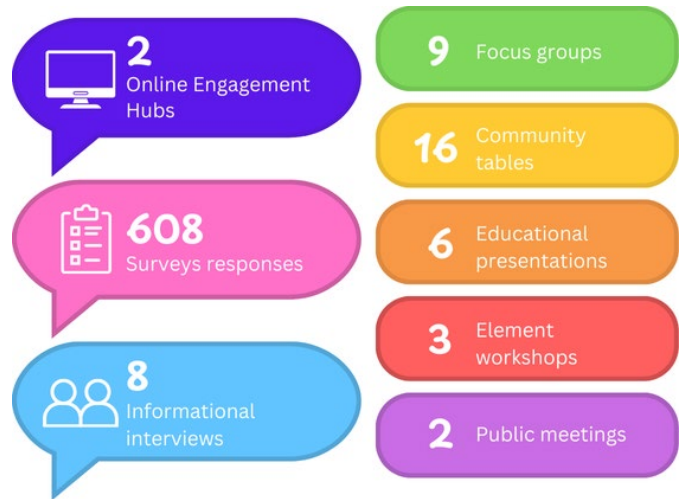 2
Online Engagement
Hubs
608
Surveys responses
8
Informational
interviews
9 Focus groups
16 Community
tables
6 Educational
presentations
3 Element
workshops
2 Public meetings